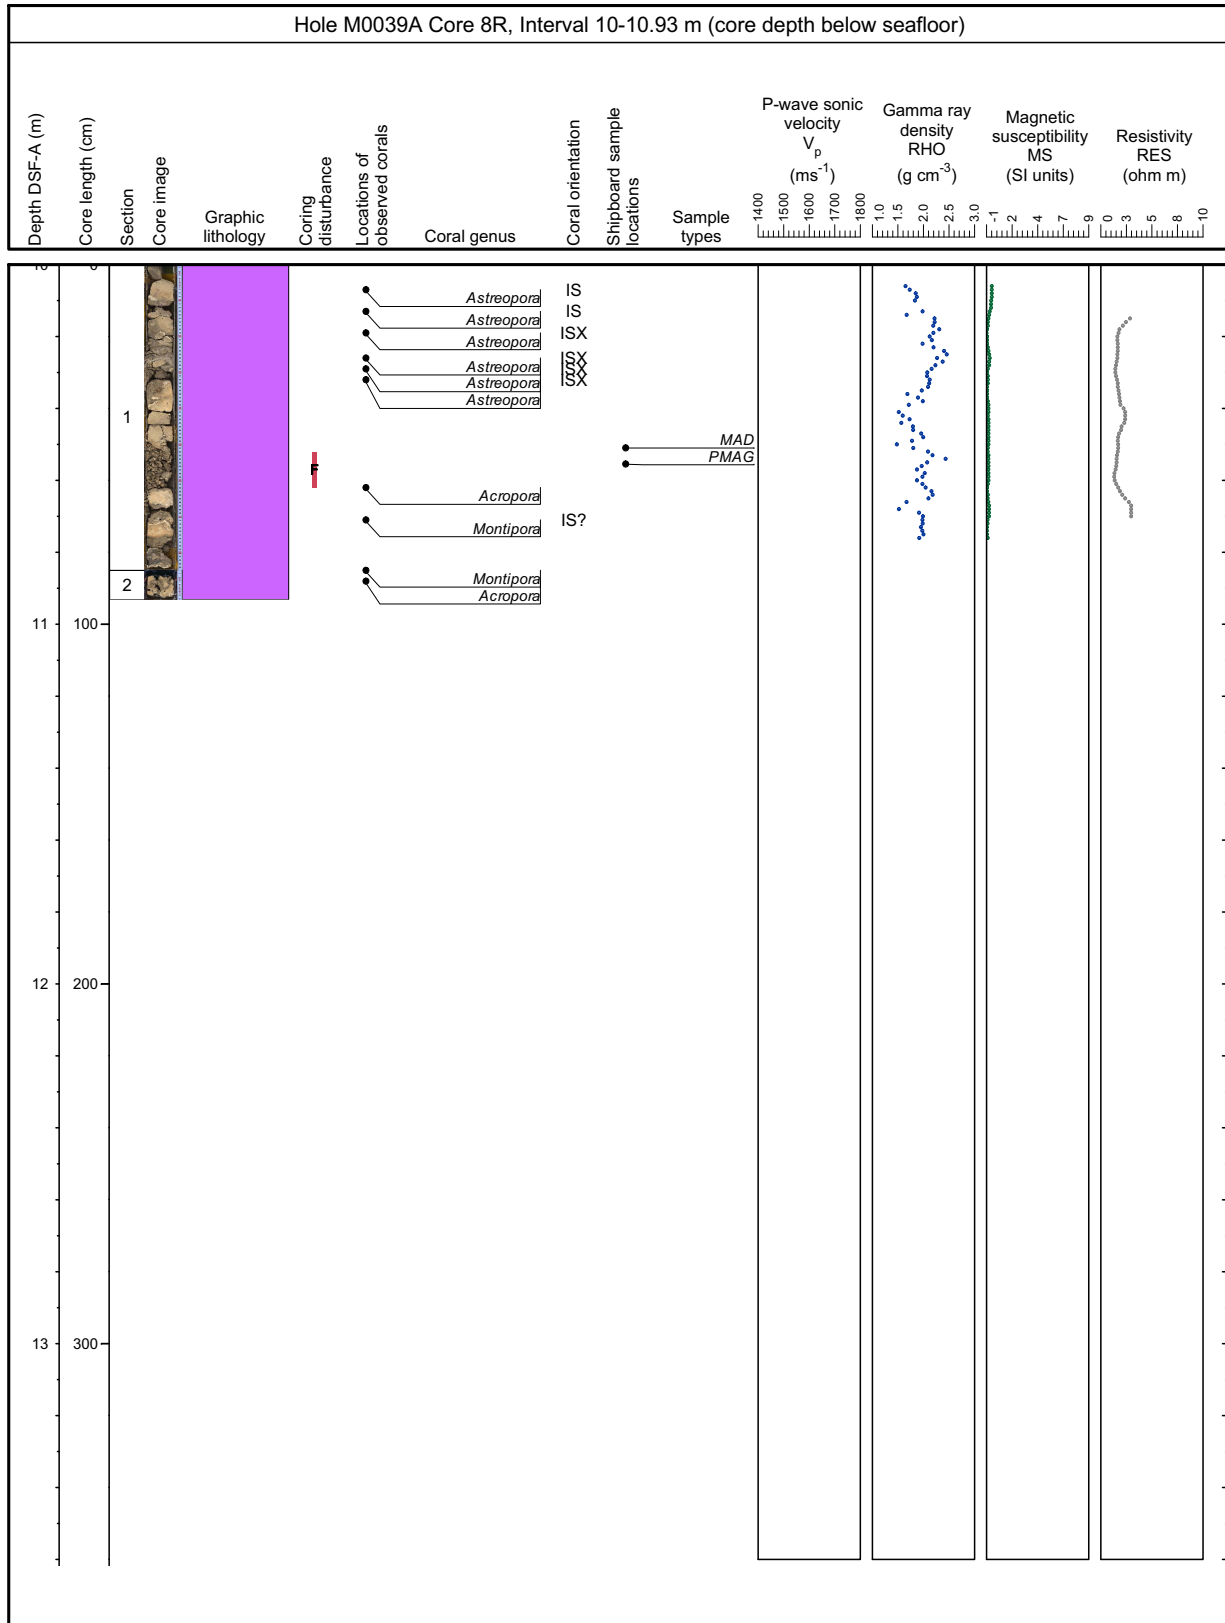 Hole M0039A Core 8R, Interval 10-10.93 m (core depth below seafloor)
Depth DSF-A (m)
Core length (cm)
Section
Core image
Graphic
lithology
Coring
disturbance
Locations of
observed corals
Coral genus
Coral orientation
Shipboard sample
locations
Sample
types
P-wave sonic
velocity
Vp
(ms-1)
1400 1500 1600 1700 1800
Gamma ray
density
RHO
(g cm-3)
1.0 1.5 2.0 2.5 3.0
Magnetic
susceptibility
MS
(SI units)
-1 2 4 7 9
Resistivity
RES
(ohm m)
0 3 5 8 10
10 0
Astreopora IS
Astreopora IS
Astreopora ISX
Astreopora ISX
Astreopora ISX
Astreopora ISX
1
MAD
F
PMAG
Acropora
Montipora IS?
Montipora
2
Acropora
11 100
12 200
13 300